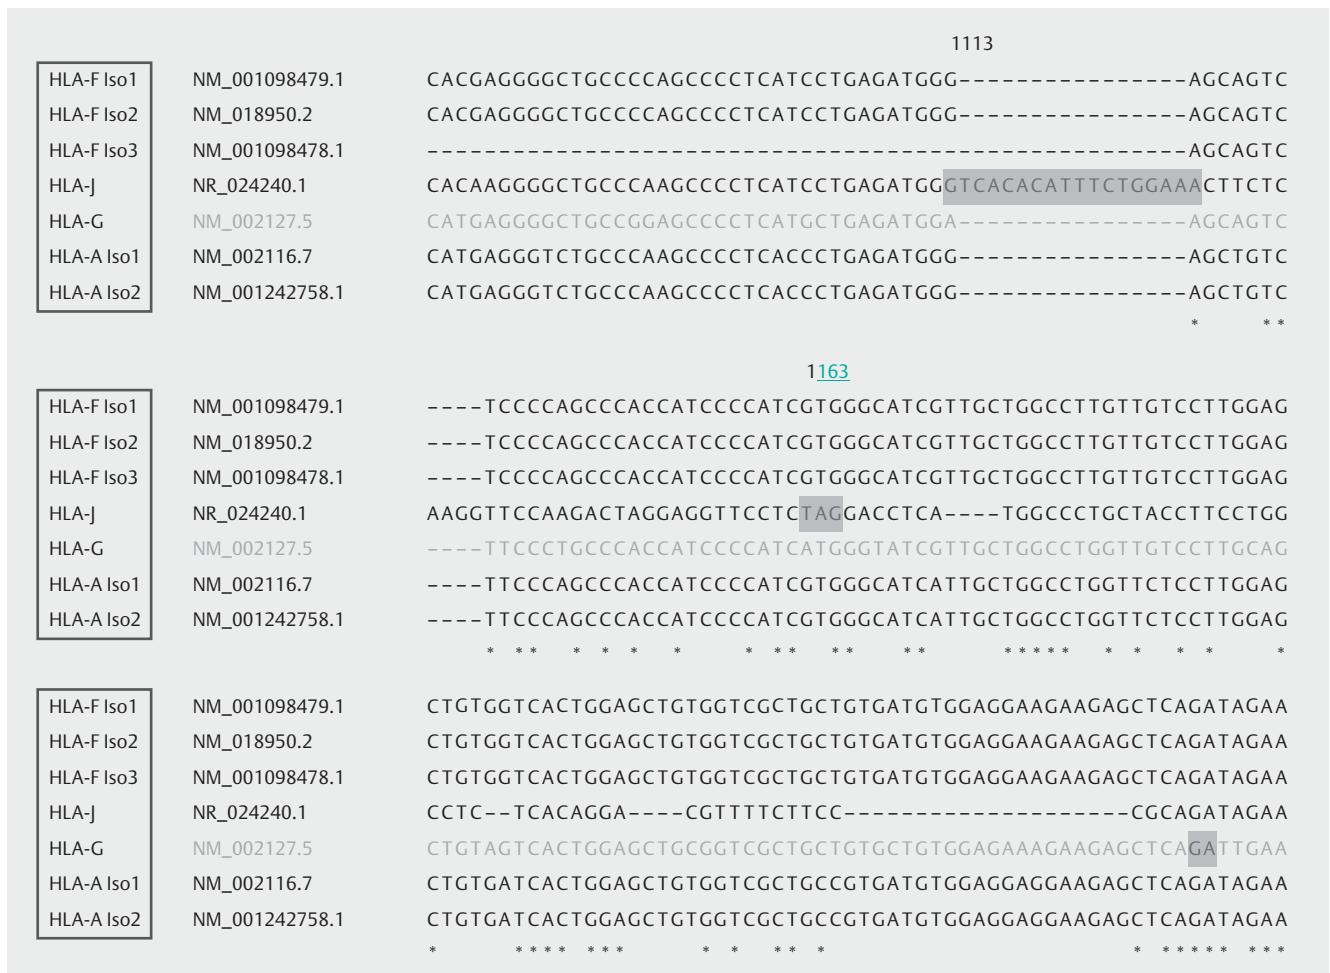 1113
HLA-F Iso1 NM_001098479.1 CACGAGGGGCTGCCCCAGCCCCTCATCCTGAGATGGG----------------AGCAGTC
HLA-F Iso2 NM_018950.2 CACGAGGGGCTGCCCCAGCCCCTCATCCTGAGATGGG----------------AGCAGTC
HLA-F Iso3 NM_001098478.1 -----------------------------------------------------AGCAGTC
HLA-J NR_024240.1 CACAAGGGGCTGCCCAAGCCCCTCATCCTGAGATGGGTCACACATTTCTGGAAACTTCTC
HLA-G NM_002127.5 CATGAGGGGCTGCCGGAGCCCCTCATGCTGAGATGGA----------------AGCAGTC
HLA-A Iso1 NM_002116.7 CATGAGGGTCTGCCCAAGCCCCTCACCCTGAGATGGG----------------AGCTGTC
HLA-A Iso2 NM_001242758.1 CATGAGGGTCTGCCCAAGCCCCTCACCCTGAGATGGG----------------AGCTGTC
* * *
1163
HLA-F Iso1 NM_001098479.1 ----TCCCCAGCCCACCATCCCCATCGTGGGCATCGTTGCTGGCCTTGTTGTCCTTGGAG
HLA-F Iso2 NM_018950.2 ----TCCCCAGCCCACCATCCCCATCGTGGGCATCGTTGCTGGCCTTGTTGTCCTTGGAG
HLA-F Iso3 NM_001098478.1 ----TCCCCAGCCCACCATCCCCATCGTGGGCATCGTTGCTGGCCTTGTTGTCCTTGGAG
HLA-J NR_024240.1 AAGGTTCCAAGACTAGGAGGTTCCTCTAGGACCTCA----TGGCCCTGCTACCTTCCTGG
HLA-G NM_002127.5 ----TTCCCTGCCCACCATCCCCATCATGGGTATCGTTGCTGGCCTGGTTGTCCTTGCAG
HLA-A Iso1 NM_002116.7 ----TTCCCAGCCCACCATCCCCATCGTGGGCATCATTGCTGGCCTGGTTCTCCTTGGAG
HLA-A Iso2 NM_001242758.1 ----TTCCCAGCCCACCATCCCCATCGTGGGCATCATTGCTGGCCTGGTTCTCCTTGGAG
* ** * * * * * ** ** ** ***** * * * * *
HLA-F Iso1 NM_001098479.1 CTGTGGTCACTGGAGCTGTGGTCGCTGCTGTGATGTGGAGGAAGAAGAGCTCAGATAGAA
HLA-F Iso2 NM_018950.2 CTGTGGTCACTGGAGCTGTGGTCGCTGCTGTGATGTGGAGGAAGAAGAGCTCAGATAGAA
HLA-F Iso3 NM_001098478.1 CTGTGGTCACTGGAGCTGTGGTCGCTGCTGTGATGTGGAGGAAGAAGAGCTCAGATAGAA
HLA-J NR_024240.1 CCTC--TCACAGGA----CGTTTTCTTCC--------------------CGCAGATAGAA
HLA-G NM_002127.5 CTGTAGTCACTGGAGCTGCGGTCGCTGCTGTGCTGTGGAGAAAGAAGAGCTCAGATTGAA
HLA-A Iso1 NM_002116.7 CTGTGATCACTGGAGCTGTGGTCGCTGCCGTGATGTGGAGGAGGAAGAGCTCAGATAGAA
HLA-A Iso2 NM_001242758.1 CTGTGATCACTGGAGCTGTGGTCGCTGCCGTGATGTGGAGGAGGAAGAGCTCAGATAGAA
* **** *** * * ** * * ***** ***